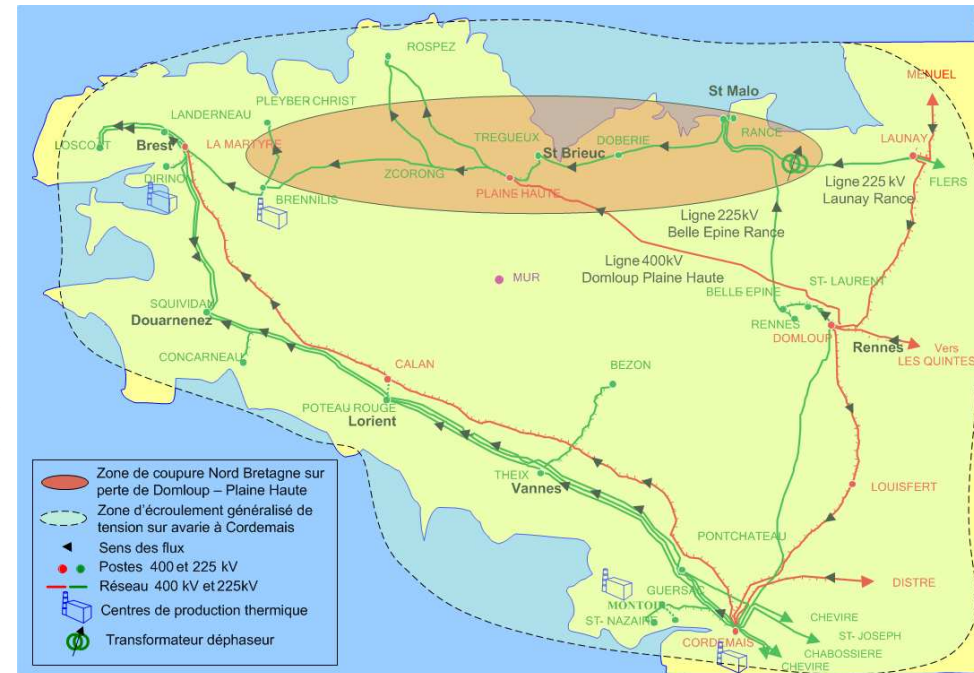 ROSPEZ
MENUEL
St Malo
PLEYBER CHRIST
LANDERNEAU
RANCE
LOSCOAT
Brest
LA MARTYRE
TREGUEUX
DOBERIE
LAUNAY
St Brieuc
DIRINON
ZCORONG
FLERS
PLAINE HAUTE
BRENNILIS
Ligne 225 kV
Launay Rance
Ligne 225kV
Belle Epine Rance
Ligne 400kV
Domloup Plaine Haute
MUR
ST- LAURENT
BELLE EPINE
SQUIVIDAN
Douarnenez
RENNES
DOMLOUP
Rennes
Vers
LES QUINTES
CONCARNEAU
CALAN
BEZON
POTEAU ROUGE
Lorient
THEIX
Vannes
LOUISFERT
PONTCHATEAU
GUERSAC
DISTRE
MONTOIR
ST- NAZAIRE
CHEVIRE
ST- JOSEPH
CORDEMAIS
CHABOSSIERE
CHEVIRE
Zone de coupure Nord Bretagne sur
perte de Domloup – Plaine Haute
Zone d'écroulement généralisé de
tension sur avarie à Cordemais
Sens des flux
Postes 400 et 225 kV
Réseau 400 kV et 225kV
Centres de production thermique
Transformateur déphaseur